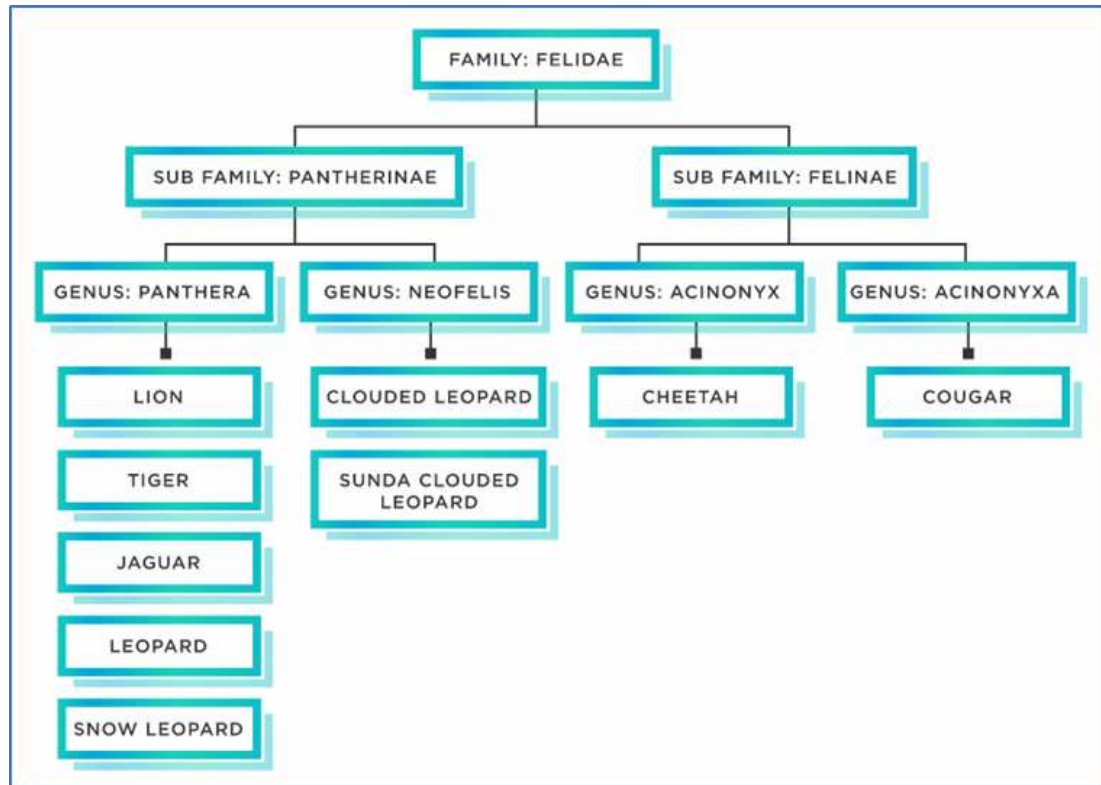 FAMILY: FELIDAE
SUB FAMILY: PANTHERINAE
SUB FAMILY: FELINAE
GENUS: PANTHERA
GENUS: NEOFELIS
GENUS: ACINONYX
GENUS: ACINONYXA
LION
CLOUDED LEOPARD
CHEETAH
COUGAR
TIGER
SUNDA CLOUDED
LEOPARD
JAGUAR
LEOPARD
SNOW LEOPARD